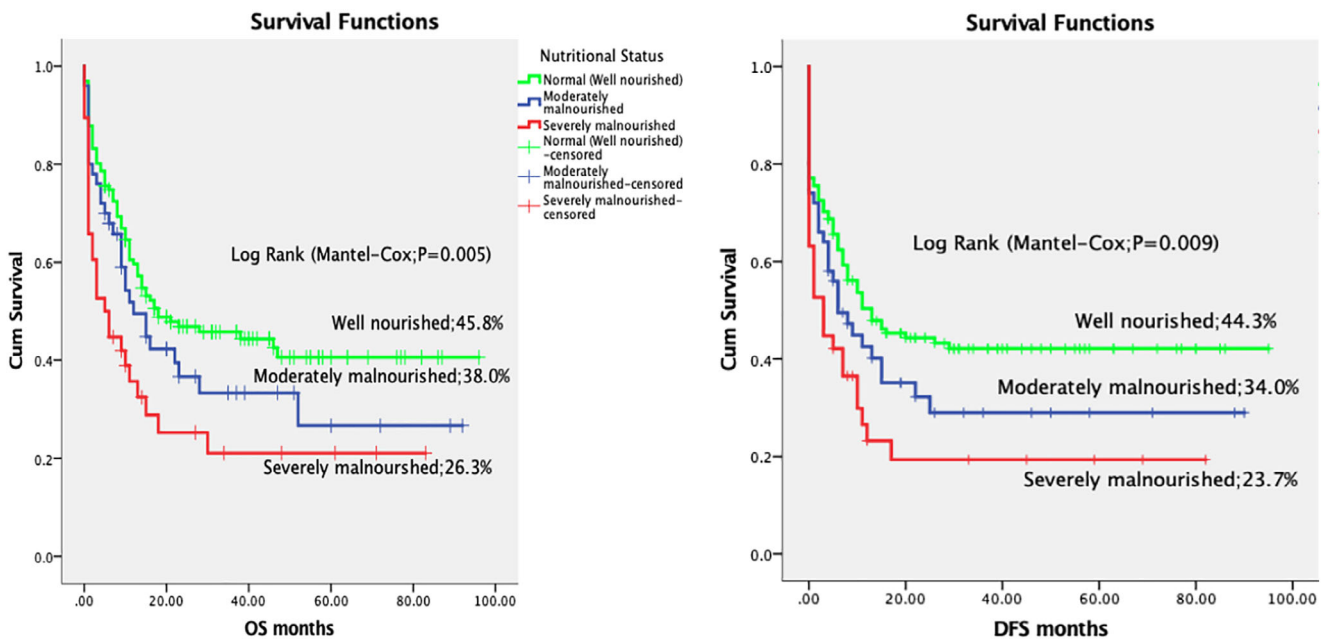 Survival Functions
Cum Survival
1.0
0.8
0.6
0.4
0.2
0.0
Log Rank (Mantel-Cox;P=0.005)
Well nourished;45.8%
Moderately malnourished;38.0%
Severely malnourshed;26.3%
.00 20.00 40.00 60.00 80.00 100.00
OS months
Nutritional Status
Normal (Well nourished)
Moderately
malnourished
Severely malnourished
Normal (Well nourished)
-censored
Moderately
malnourished-censored
Severely malnourished-
censored
Survival Functions
Cum Survival
1.0
0.8
0.6
0.4
0.2
0.0
Log Rank (Mantel-Cox;P=0.009)
Well nourished;44.3%
Moderately malnourished;34.0%
Severely malnourished;23.7%
.00 20.00 40.00 60.00 80.00 100.00
DFS months